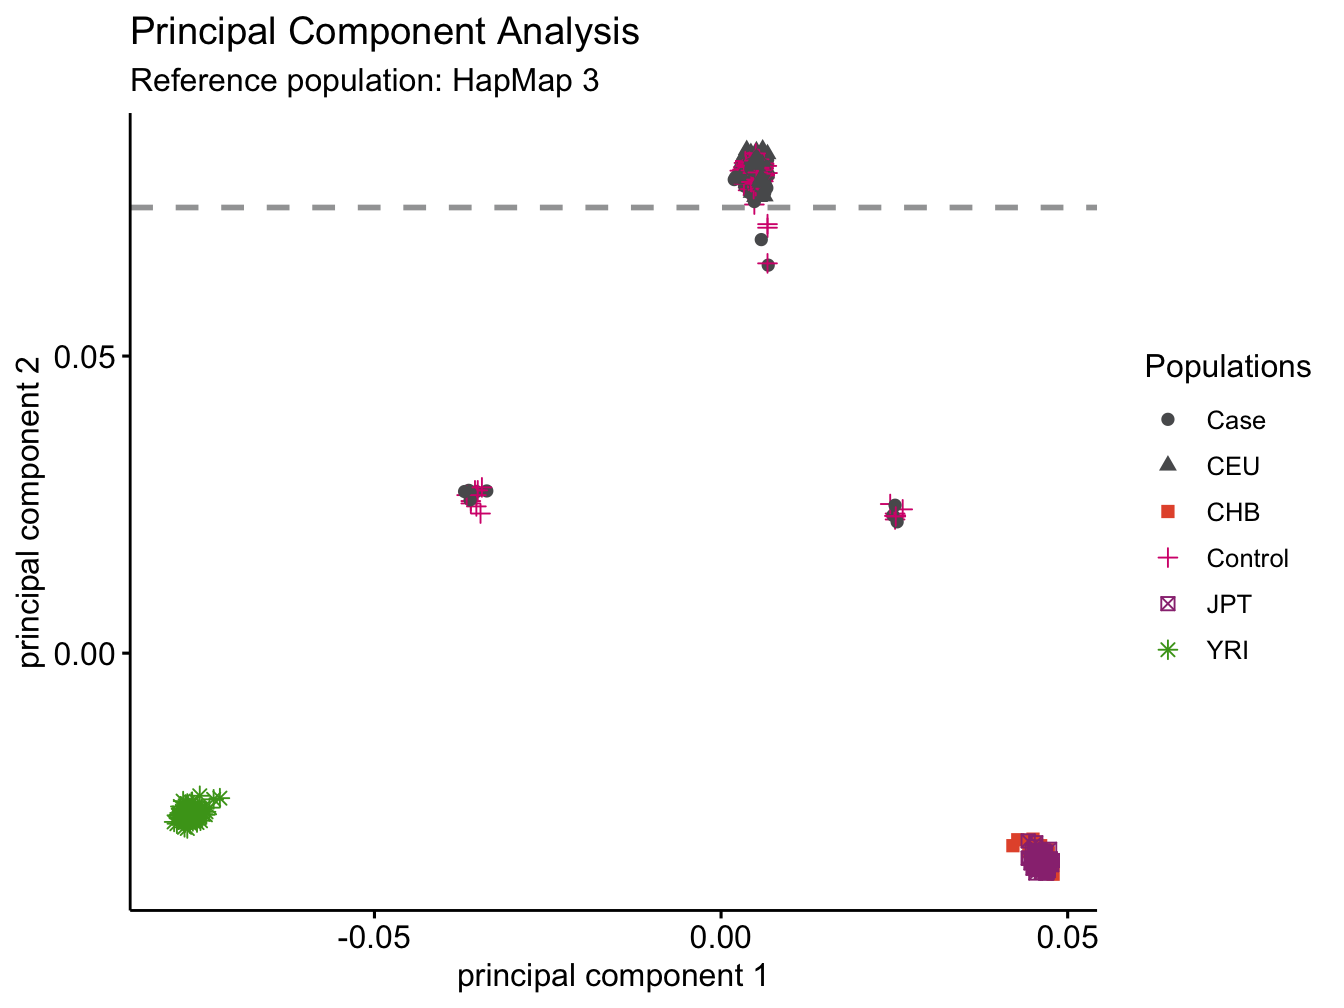 Principal Component Analysis
Reference population: HapMap 3
principal component 2
0.05
0.00
-0.05
0.00
0.05
principal component 1
Populations
Case
CEU
CHB
Control
JPT
YRI